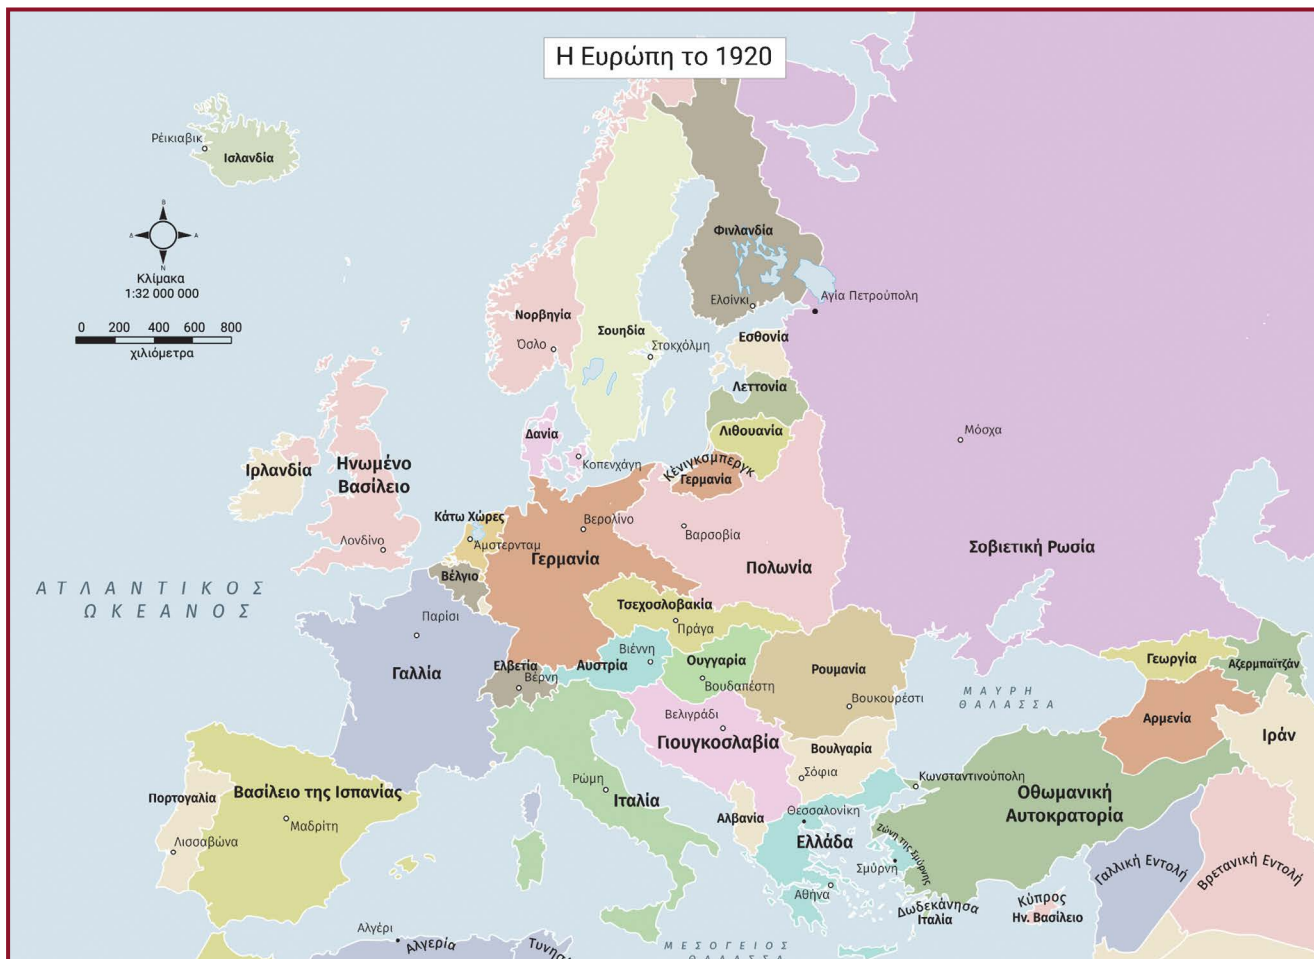 Η Ευρώπη το 1920
Ρέικιαβικ
Ισλανδία
Β
Δ
Α
Ν
Κλίμακα
1:32 000 000
0 200 400 600 800
χιλιόμετρα
Φινλανδία
Ελσίνκι
Αγία Πετρούπολη
Νορβηγία
Όσλο
Σουηδία
Στοκχόλμη
Εσθονία
Λεττονία
Λιθουανία
Δανία
Κοπενχάγη
Κένιγκσμπεργκ
Γερμανία
Μόσχα
Ιρλανδία
Ηνωμένο
Βασίλειο
Λονδίνο
Κάτω Χώρες
Άμστερνταμ
Βερολίνο
Γερμανία
Βαρσοβία
Πολωνία
Σοβιετική Ρωσία
ΑΤΛΑΝΤΙΚΟΣ
ΩΚΕΑΝΟΣ
Βέλγιο
Παρίσι
Γαλλία
Τσεχοσλοβακία
Πράγα
Ελβετία
Βέρνη
Αυστρία
Βιέννη
Ουγγαρία
Βουδαπέστη
Ρουμανία
Βουκουρέστι
Γεωργία
Αζερμπαϊτζάν
Αρμενία
Ιράν
ΜΑΥΡΗ
ΘΑΛΑΣΣΑ
Βελιγράδι
Γιουγκοσλαβία
Βουλγαρία
Σόφια
Πορτογαλία
Λισσαβώνα
Βασίλειο της Ισπανίας
Μαδρίτη
Ρώμη
Ιταλία
Αλβανία
Θεσσαλονίκη
Ελλάδα
Αθήνα
Κωνσταντινούπολη
Οθωμανική
Αυτοκρατορία
Ζώνη της Σμύρνης
Σμύρνη
Δωδεκάνησα
Ιταλία
Κύπρος
Ην. Βασίλειο
Γαλλική Εντολή
Βρετανική Εντολή
Αλγέρι
Αλγερία
ΜΕΣΟΓΕΙΟΣ